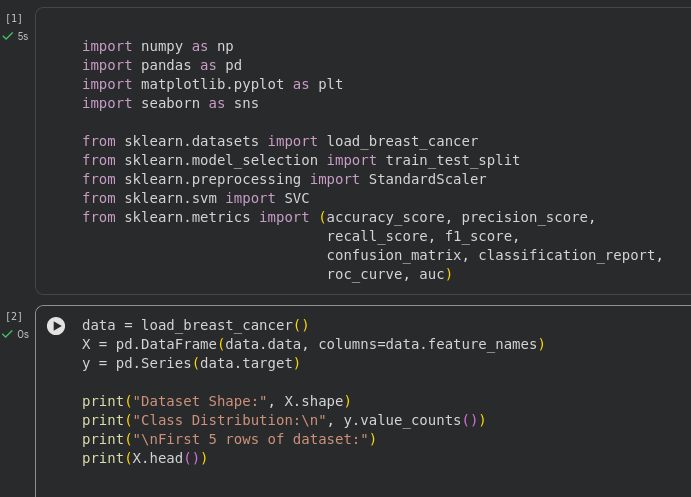 [1]
5s
import numpy as np
import pandas as pd
import matplotlib.pyplot as plt
import seaborn as sns
from sklearn.datasets import load_breast_cancer
from sklearn.model_selection import train_test_split
from sklearn.preprocessing import StandardScaler
from sklearn.svm import SVC
from sklearn.metrics import (accuracy_score, precision_score,
recall_score, f1_score,
confusion_matrix, classification_report,
roc_curve, auc)
[2]
0s
data = load_breast_cancer()
X = pd.DataFrame(data.data, columns=data.feature_names)
y = pd.Series(data.target)
print("Dataset Shape:", X.shape)
print("Class Distribution:\n", y.value_counts())
print("\nFirst 5 rows of dataset:")
print(X.head())